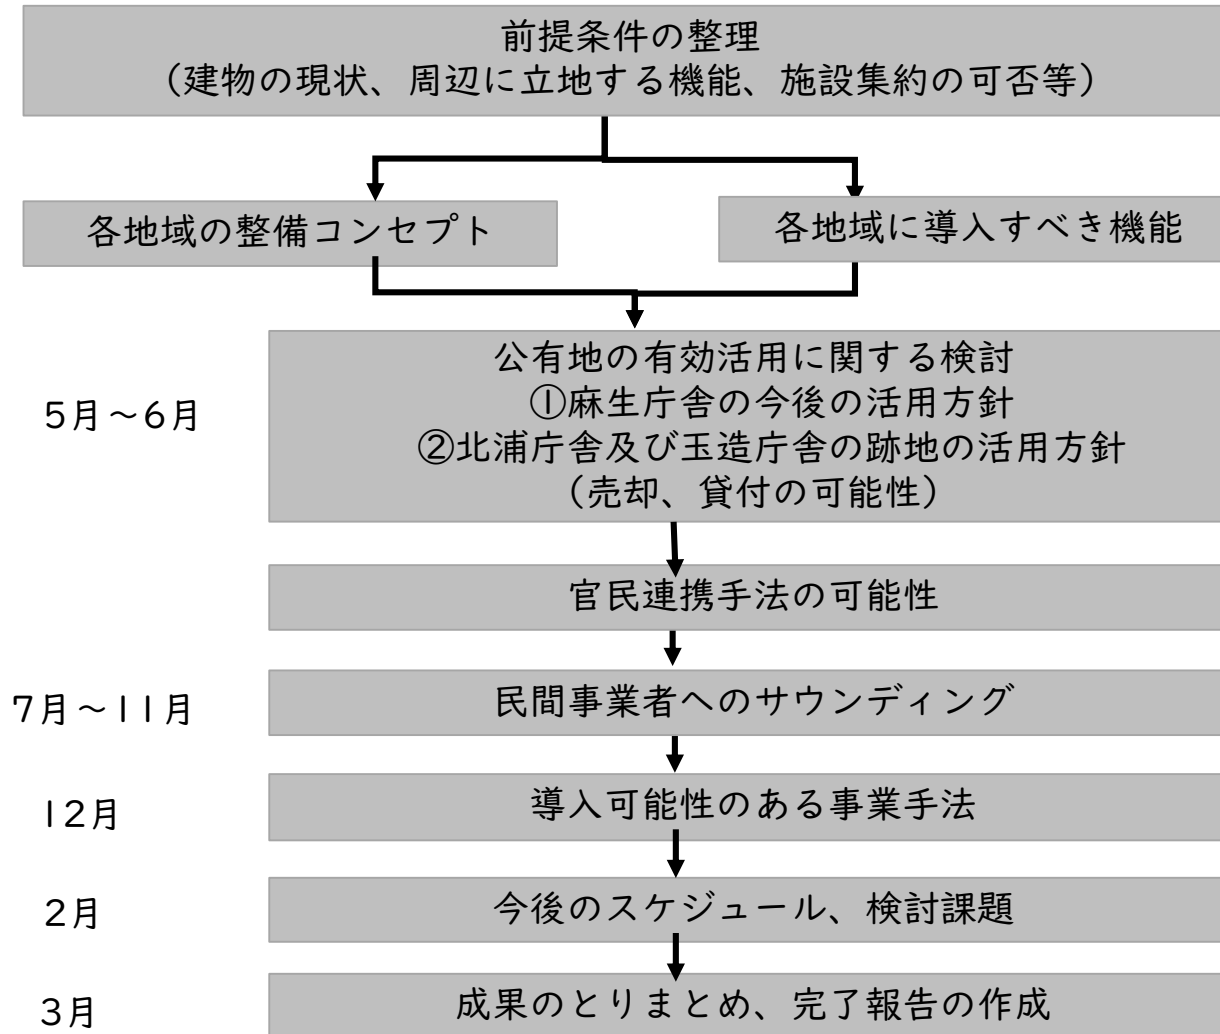 前提条件の整理
（建物の現状、周辺に立地する機能、施設集約の可否等）
各地域の整備コンセプト
各地域に導入すべき機能
5月～6月
公有地の有効活用に関する検討
①麻生庁舎の今後の活用方針
②北浦庁舎及び玉造庁舎の跡地の活用方針
（売却、貸付の可能性）
官民連携手法の可能性
7月～11月
民間事業者へのサウンディング
12月
導入可能性のある事業手法
2月
今後のスケジュール、検討課題
3月
成果のとりまとめ、完了報告の作成